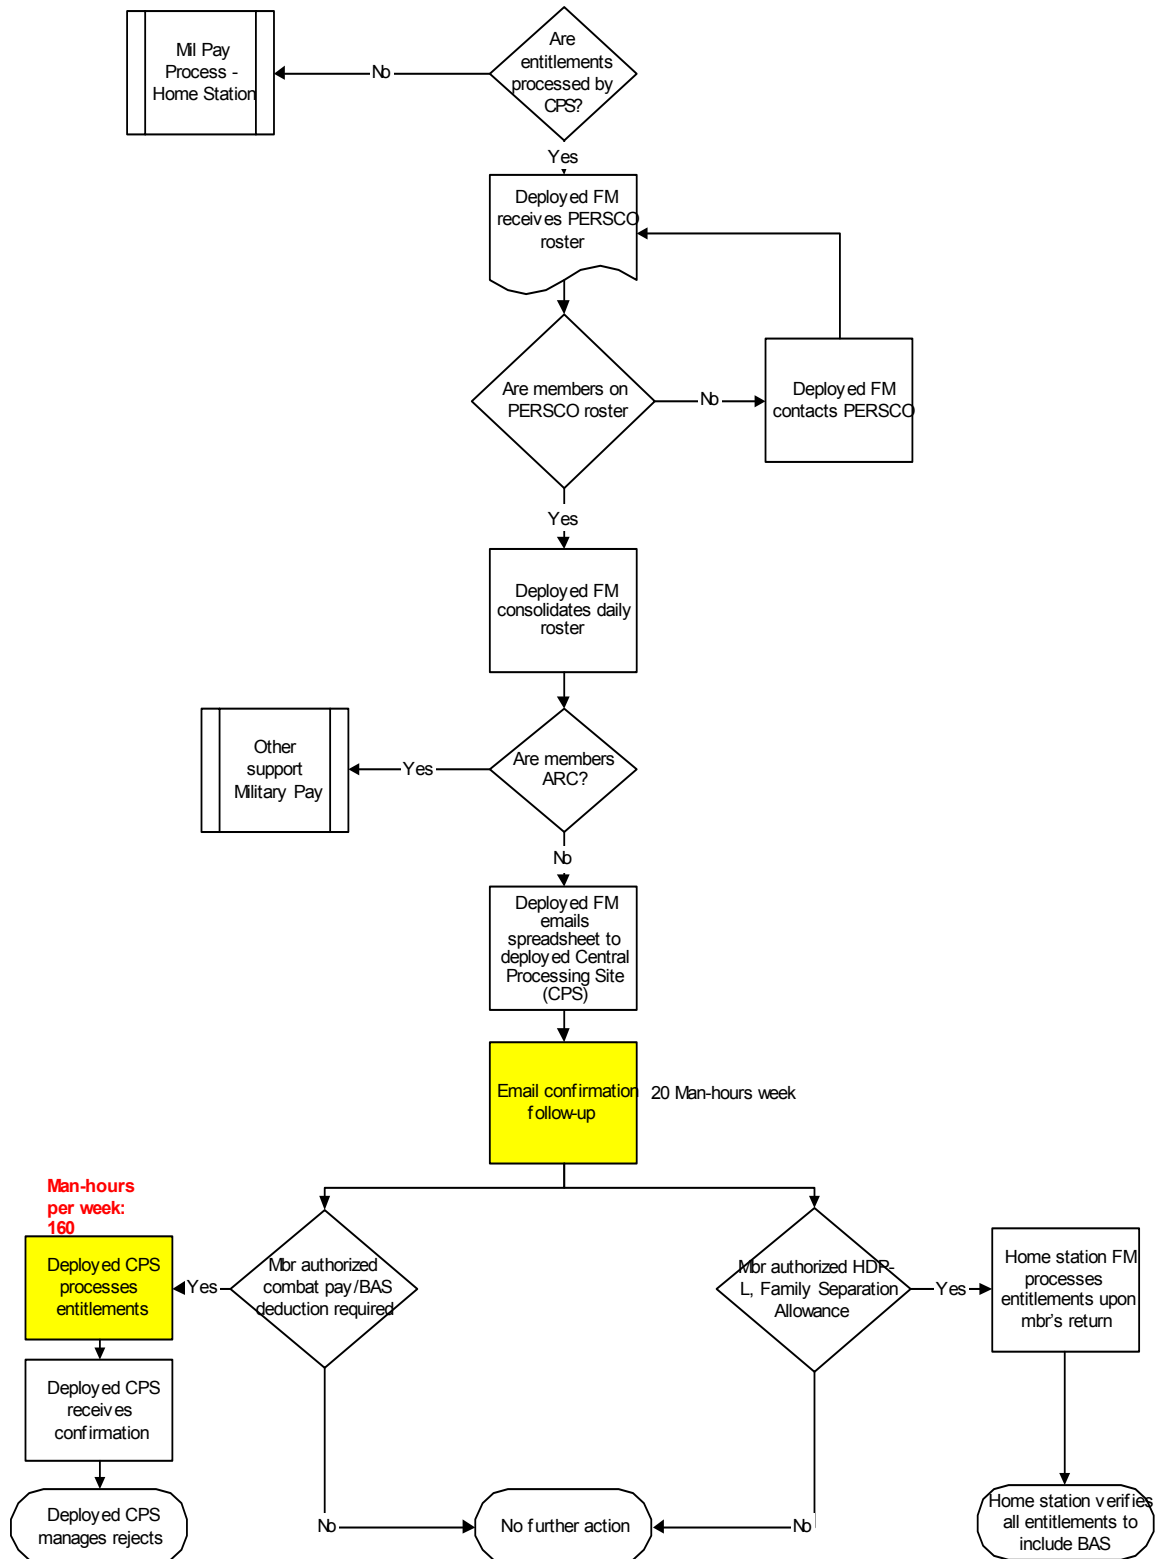 Are
entitlements
processed by
CPS?
No
Mil Pay
Process -
Home Station
Yes
Deployed FM
receives PERSCO
roster
Are members on
PERSCO roster
No
Deployed FM
contacts PERSCO
Yes
Deployed FM
consolidates daily
roster
Are members
ARC?
Yes
Other
support
Military Pay
No
Deployed FM
emails
spreadsheet to
deployed Central
Processing Site
(CPS)
Email confirmation
follow-up
20 Man-hours week
Man-hours
per week:
160
Deployed CPS
processes
entitlements
Yes
Mbr authorized
combat pay/BAS
deduction required
Mbr authorized HDP-
L, Family Separation
Allowance
Yes
Home station FM
processes
entitlements upon
mbr's return
Deployed CPS
receives
confirmation
Deployed CPS
manages rejects
No
No further action
No
Home station verifies
all entitlements to
include BAS